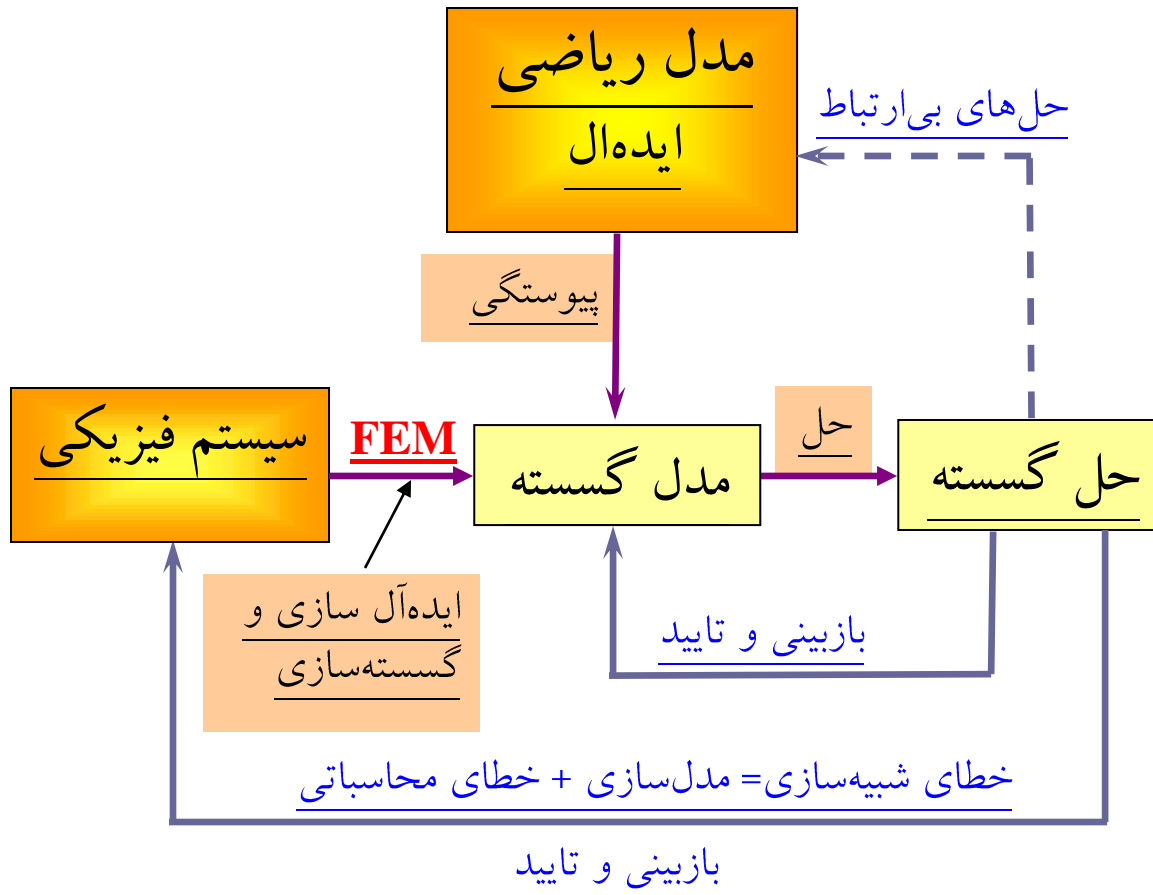 مدل ریاضی
ایده‌ال
حل‌های بی‌ارتباط
پیوستگی
سیستم فیزیکی
FEM
مدل گسسته
حل
حل گسسته
ایده‌آل سازی و
گسسته‌سازی
بازبینی و تایید
خطای شبیه‌سازی= مدل‌سازی + خطای محاسباتی
بازبینی و تایید